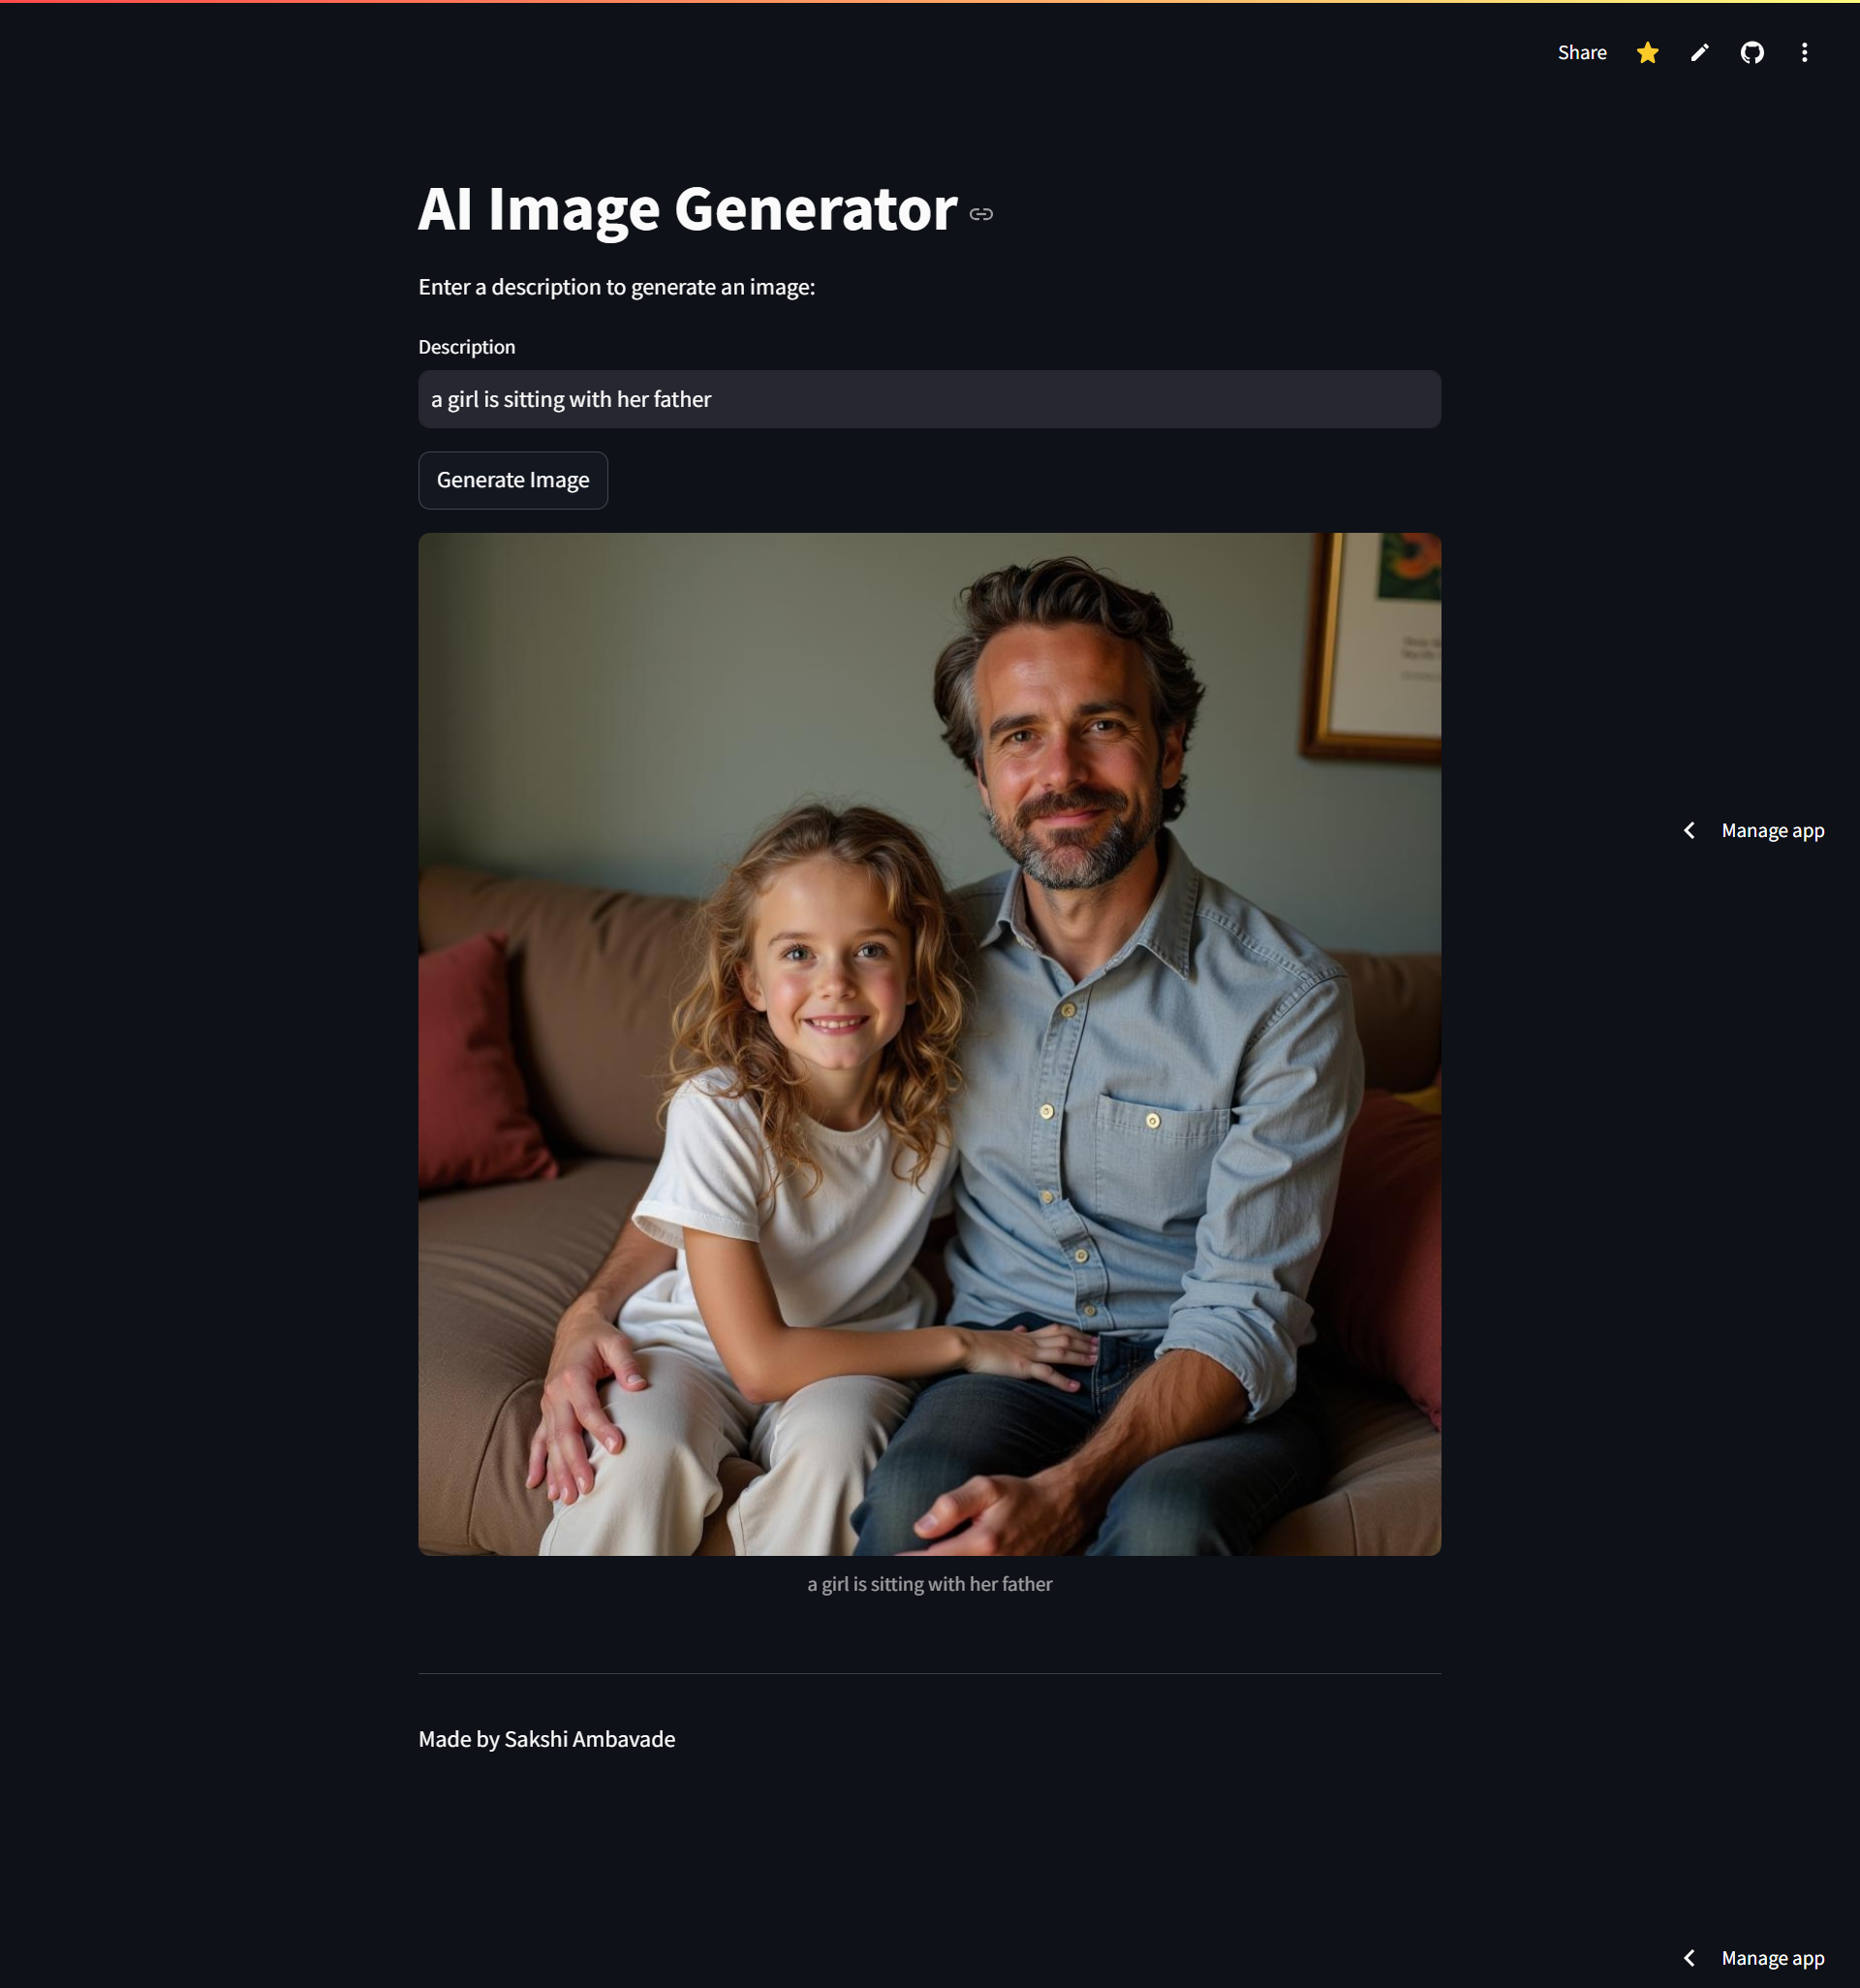 Share
AI Image Generator
Enter a description to generate an image:
Description
a girl is sitting with her father
Generate Image
Manage app
a girl is sitting with her father
Made by Sakshi Ambavade
Manage app